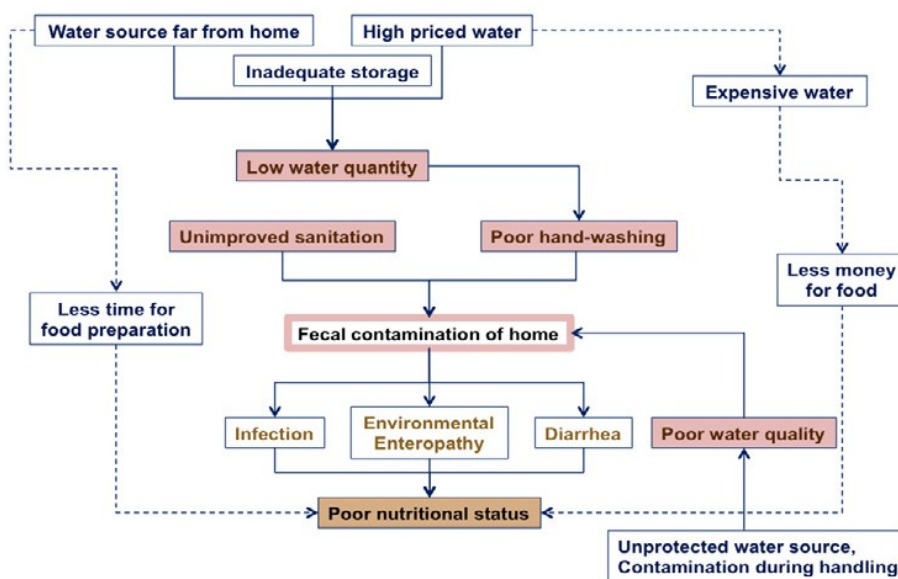 Water source far from home
High priced water
Inadequate storage
Expensive water
Low water quantity
Unimproved sanitation
Poor hand-washing
Less money
for food
Less time for
food preparation
Fecal contamination of home
Infection
Environmental
Enteropathy
Diarrhea
Poor water quality
Poor nutritional status
Unprotected water source,
Contamination during handling